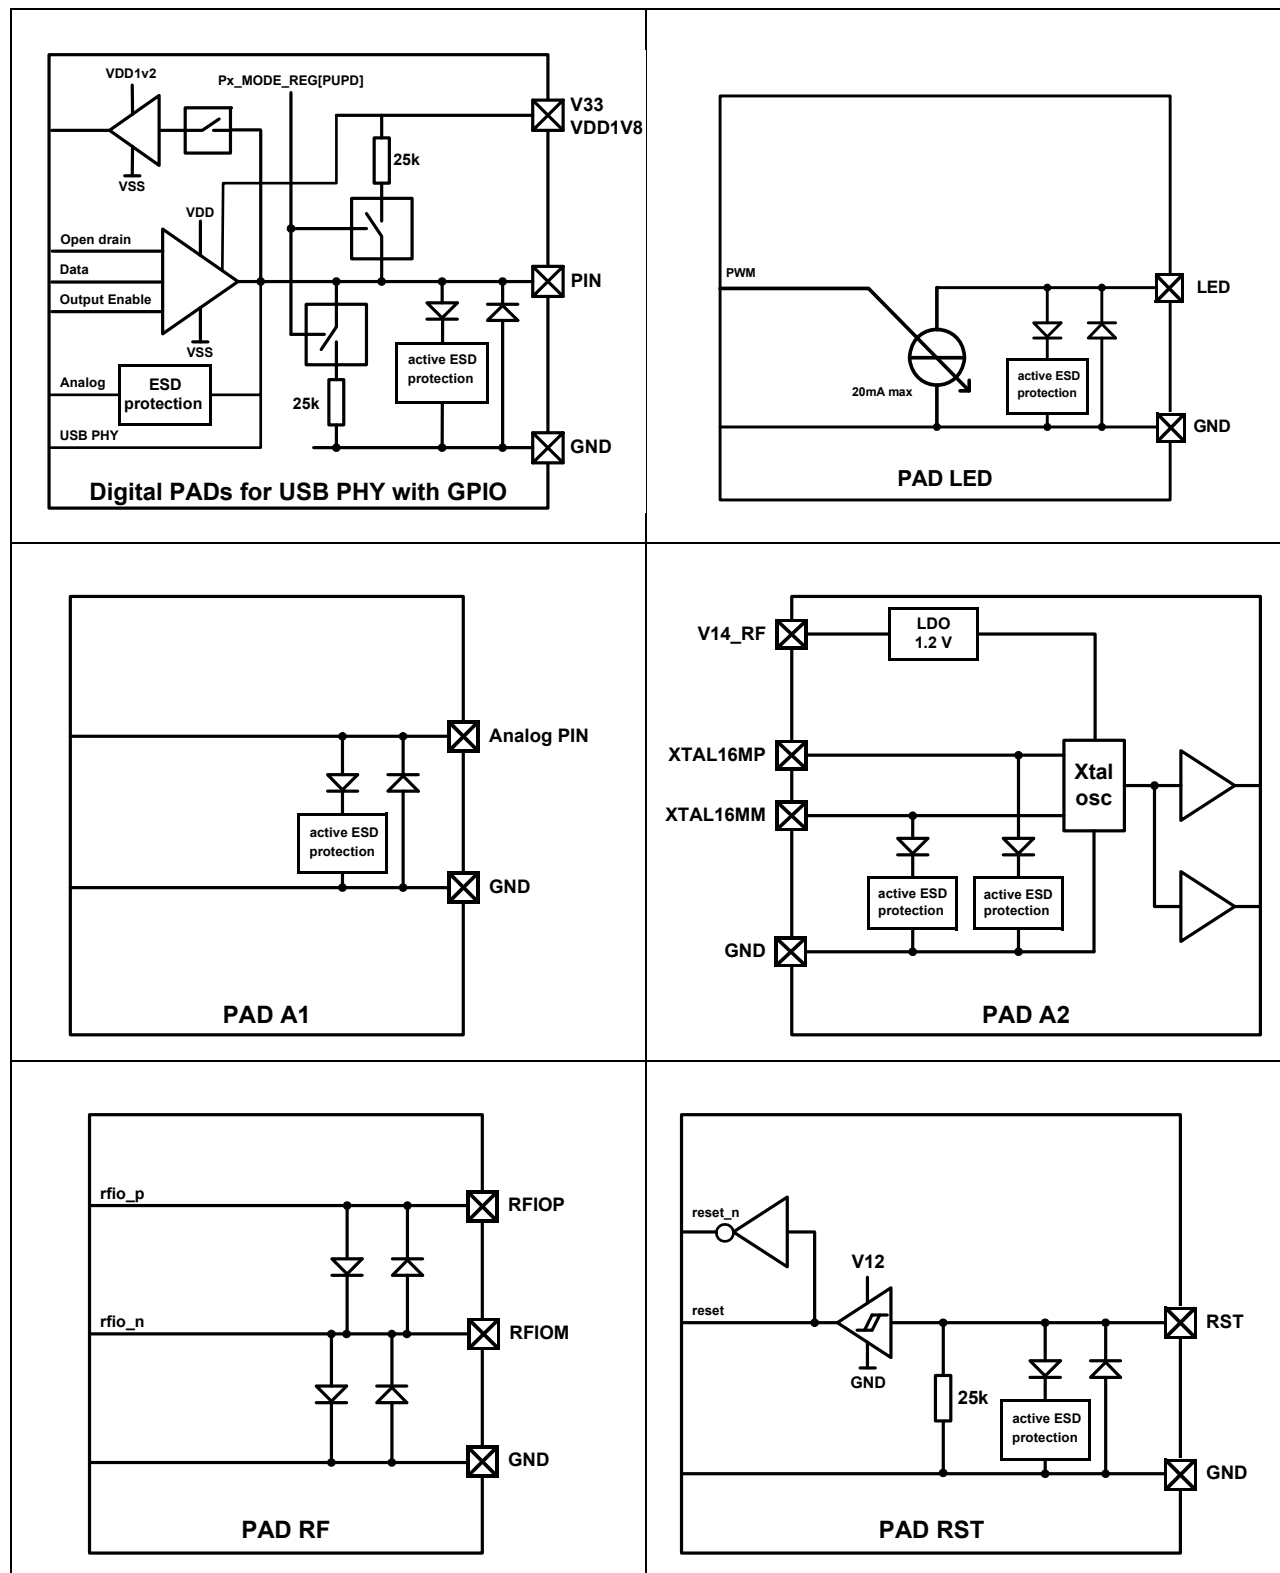 VDD1v2
Px_MODE_REG[PUPD]
V33
VDD1V8
25k
VSS
VDD
Open drain
Data
Output Enable
PIN
VSS
Analog
ESD
protection
active ESD
protection
25k
USB PHY
GND
Digital PADs for USB PHY with GPIO
PWM
LED
20mA max
active ESD
protection
GND
PAD LED
Analog PIN
active ESD
protection
GND
PAD A1
V14_RF
LDO
1.2 V
XTAL16MP
Xtal
osc
XTAL16MM
active ESD
protection
active ESD
protection
GND
PAD A2
rfio_p
RFIOP
rfio_n
RFIOM
GND
PAD RF
reset_n
V12
reset
RST
GND
25k
active ESD
protection
GND
PAD RST